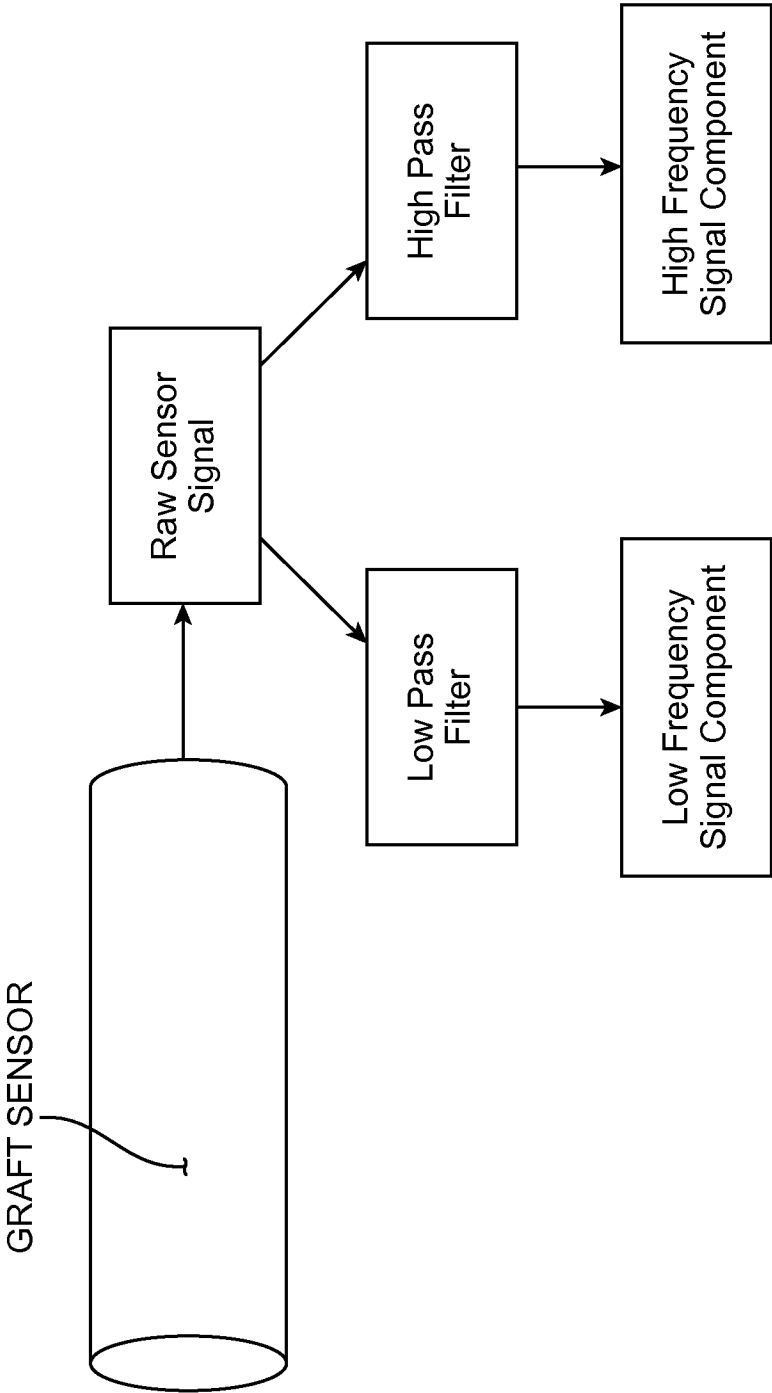 GRAFT SENSOR
Raw Sensor
Signal
Low Pass
Filter
High Pass
Filter
Low Frequency
Signal Component
High Frequency
Signal Component